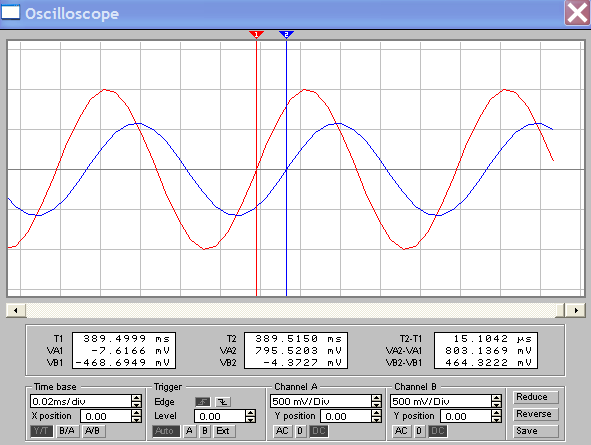 Oscilloscope
1 2
T1 389.4999 ms T2 389.5150 ms T2-T1 15.1042 µs
VA1 -7.6166 mV VA2 795.5203 mV VA2-VA1 803.1369 mV
VB1 -468.6949 mV VB2 -4.3727 mV VB2-VB1 464.3222 mV
Time base Trigger Channel A Channel B Reduce
0.02ms/div Edge 500 mV/Div 500 mV/Div
X position 0.00 Level 0.00 Y position 0.00 Y position 0.00 Reverse
Y/T B/A A/B Auto A B Ext AC 0 DC AC 0 DC Save